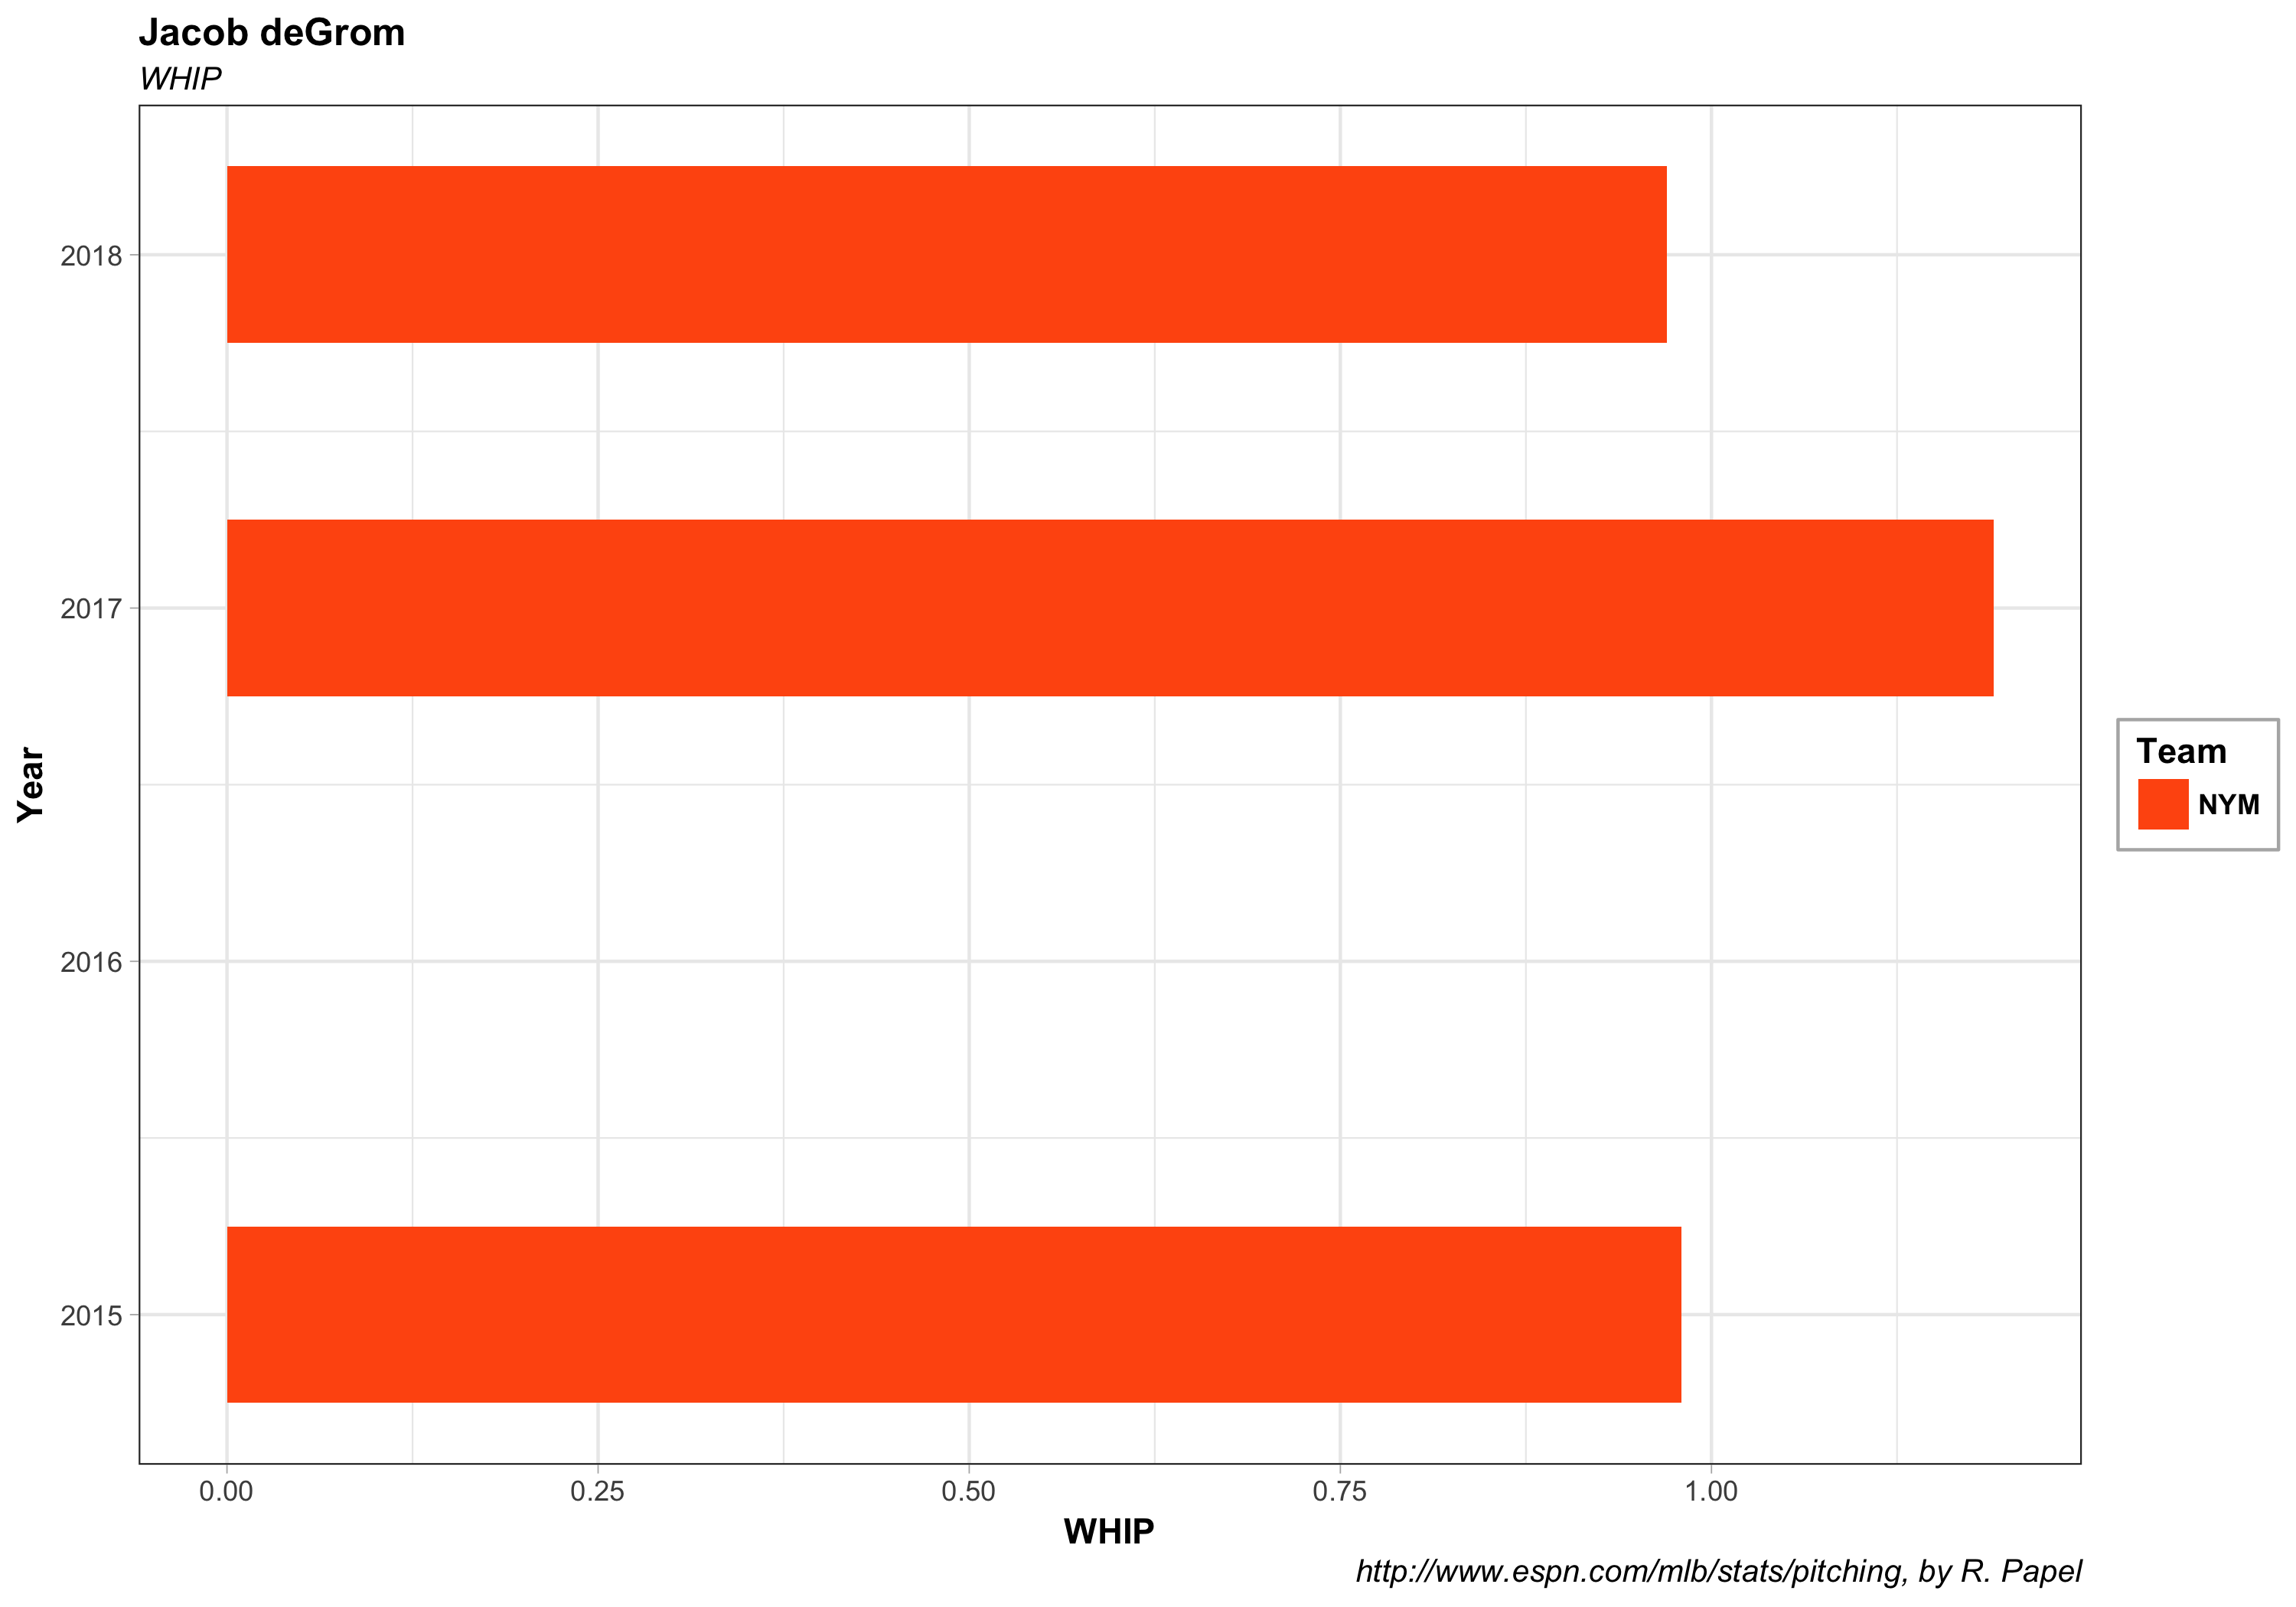 Jacob deGrom
WHIP
2018
2017
2016
2015
Year
0.00 0.25 0.50 0.75 1.00
WHIP
Team
NYM
http://www.espn.com/mlb/stats/pitching, by R. Papel